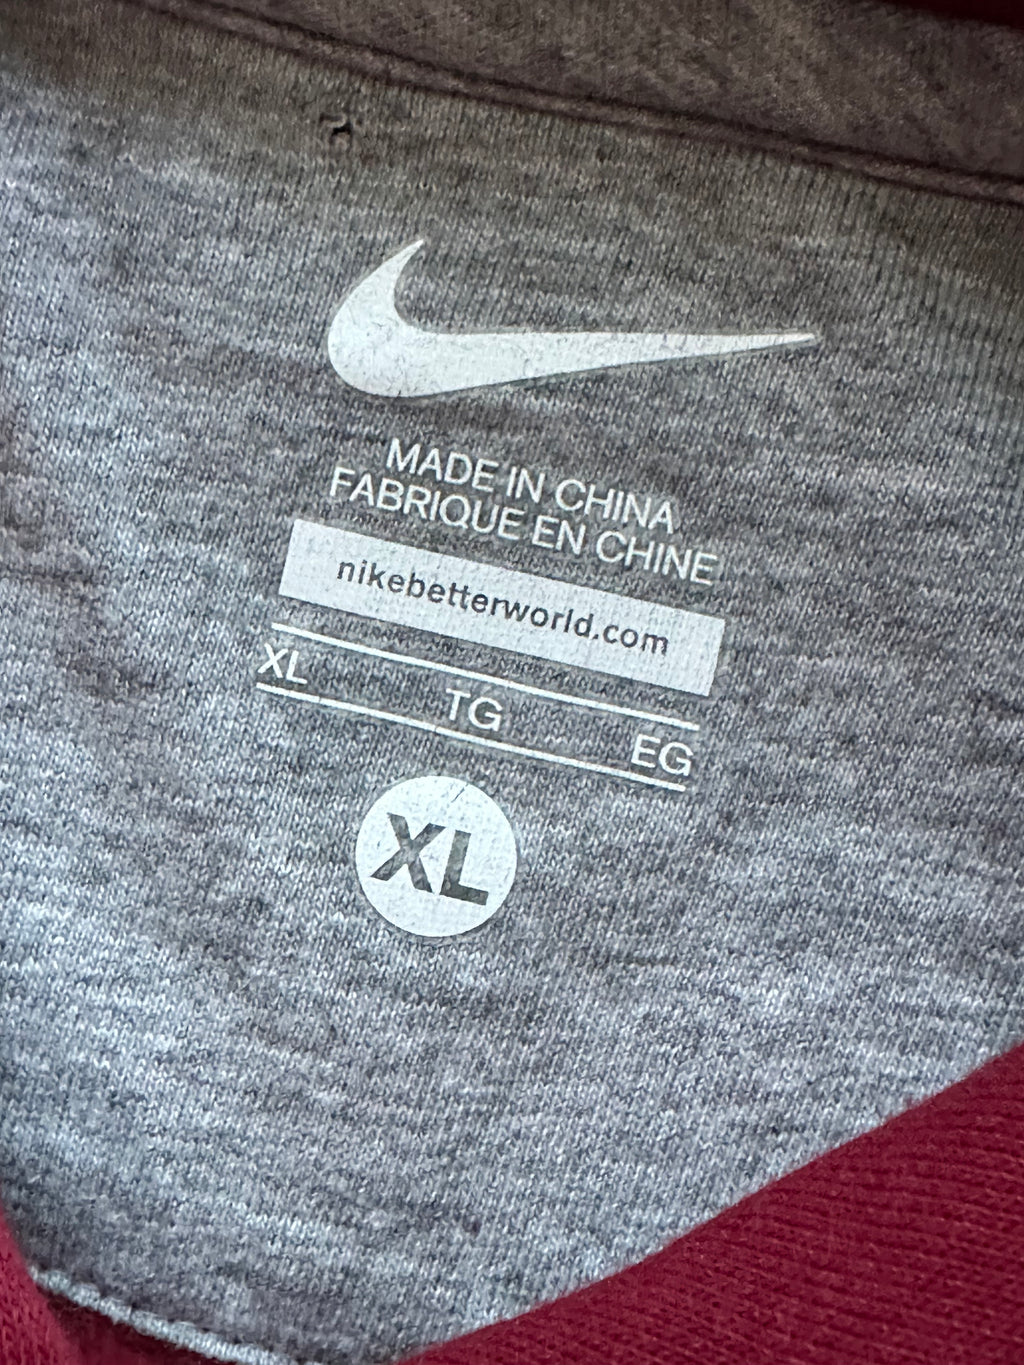 MADE IN CHINA
FABRIQUE EN CHINE
nikebetterworld.com
XL TG EG
XL